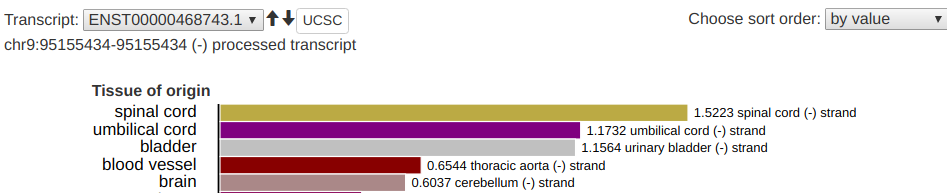 Transcript: ENST00000468743.1 UCSC Choose sort order: by value
chr9:95155434-95155434 (-) processed transcript
Tissue of origin
spinal cord 1.5223 spinal cord (-) strand
umbilical cord 1.1732 umbilical cord (-) strand
bladder 1.1564 urinary bladder (-) strand
blood vessel 0.6544 thoracic aorta (-) strand
brain 0.6037 cerebellum (-) strand